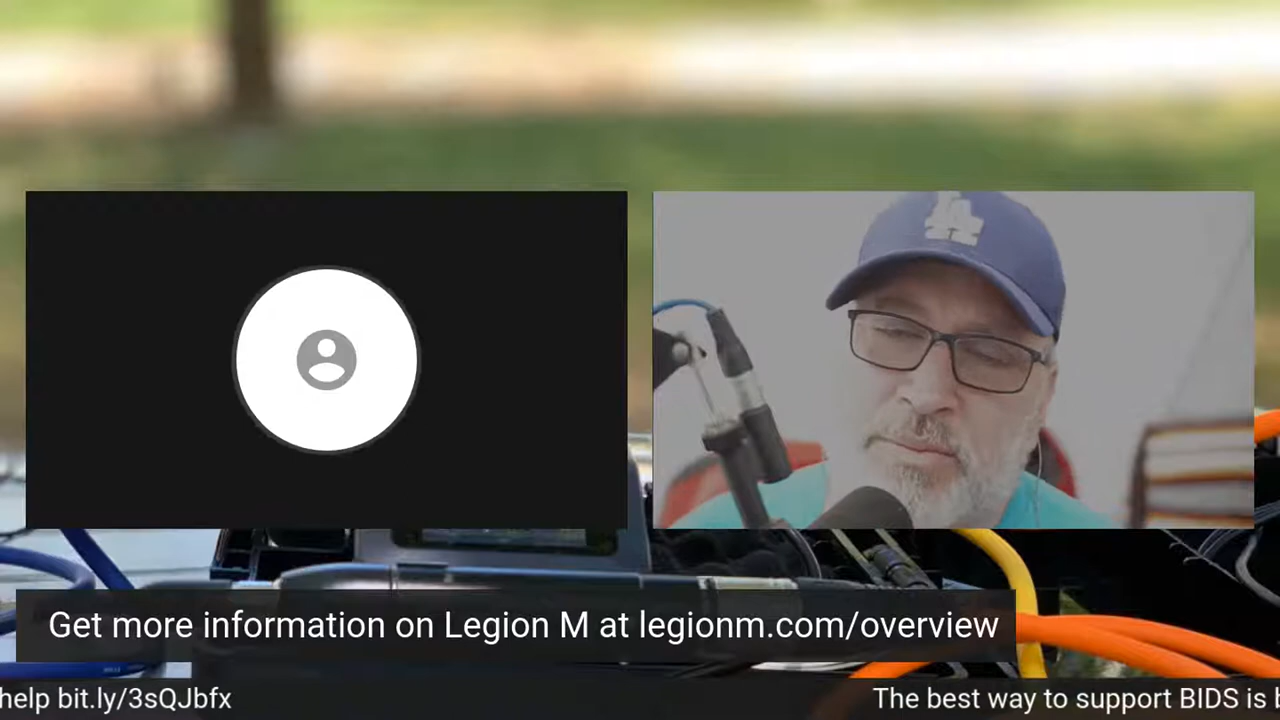 LA
Get more information on Legion M at legionm.com/overview
help bit.ly/3sQJbfx
The best way to support BIDS is b